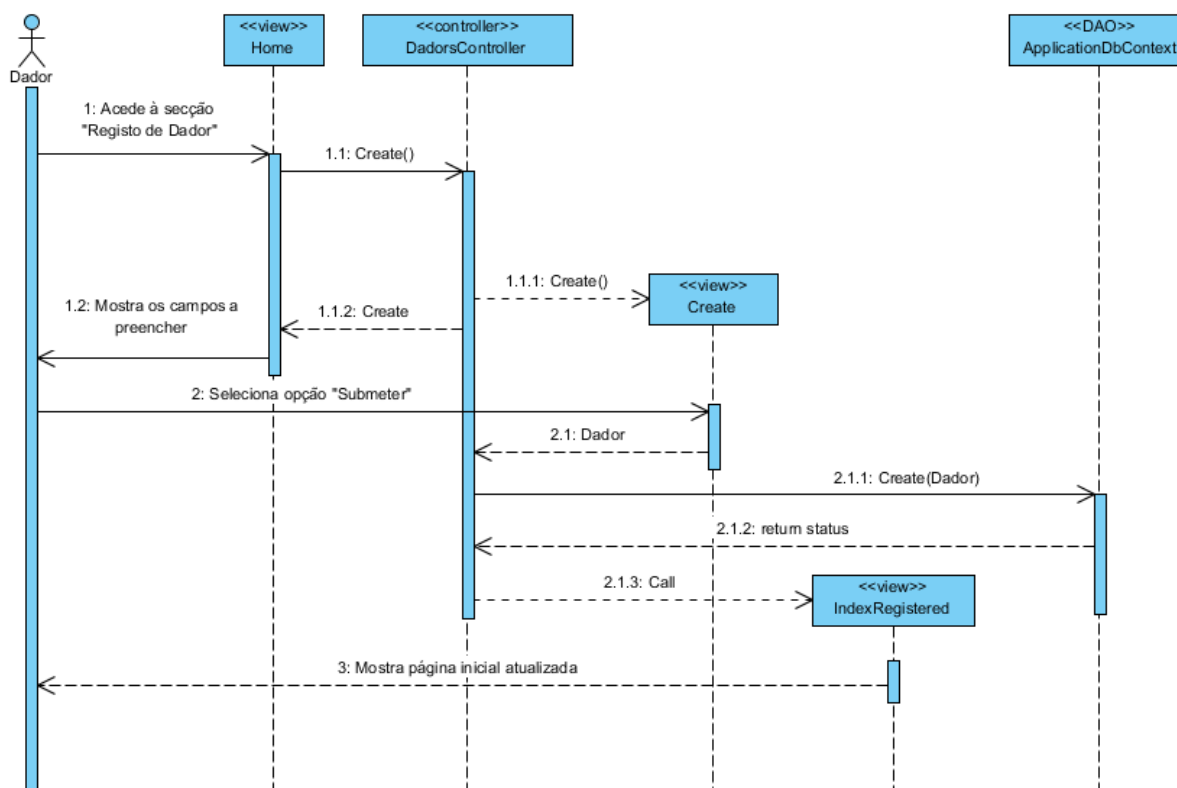 <<view>>
Home
<<controller>>
DadorsController
<<DAO>>
ApplicationDbContext
Dador
1: Acede à secção
"Registo de Dador"
1.1: Create()
1.1.1: Create()
<<view>>
Create
1.2: Mostra os campos a
preencher
1.1.2: Create
2: Seleciona opção "Submeter"
2.1: Dador
2.1.1: Create(Dador)
2.1.2: return status
2.1.3: Call
<<view>>
IndexRegistered
3: Mostra página inicial atualizada